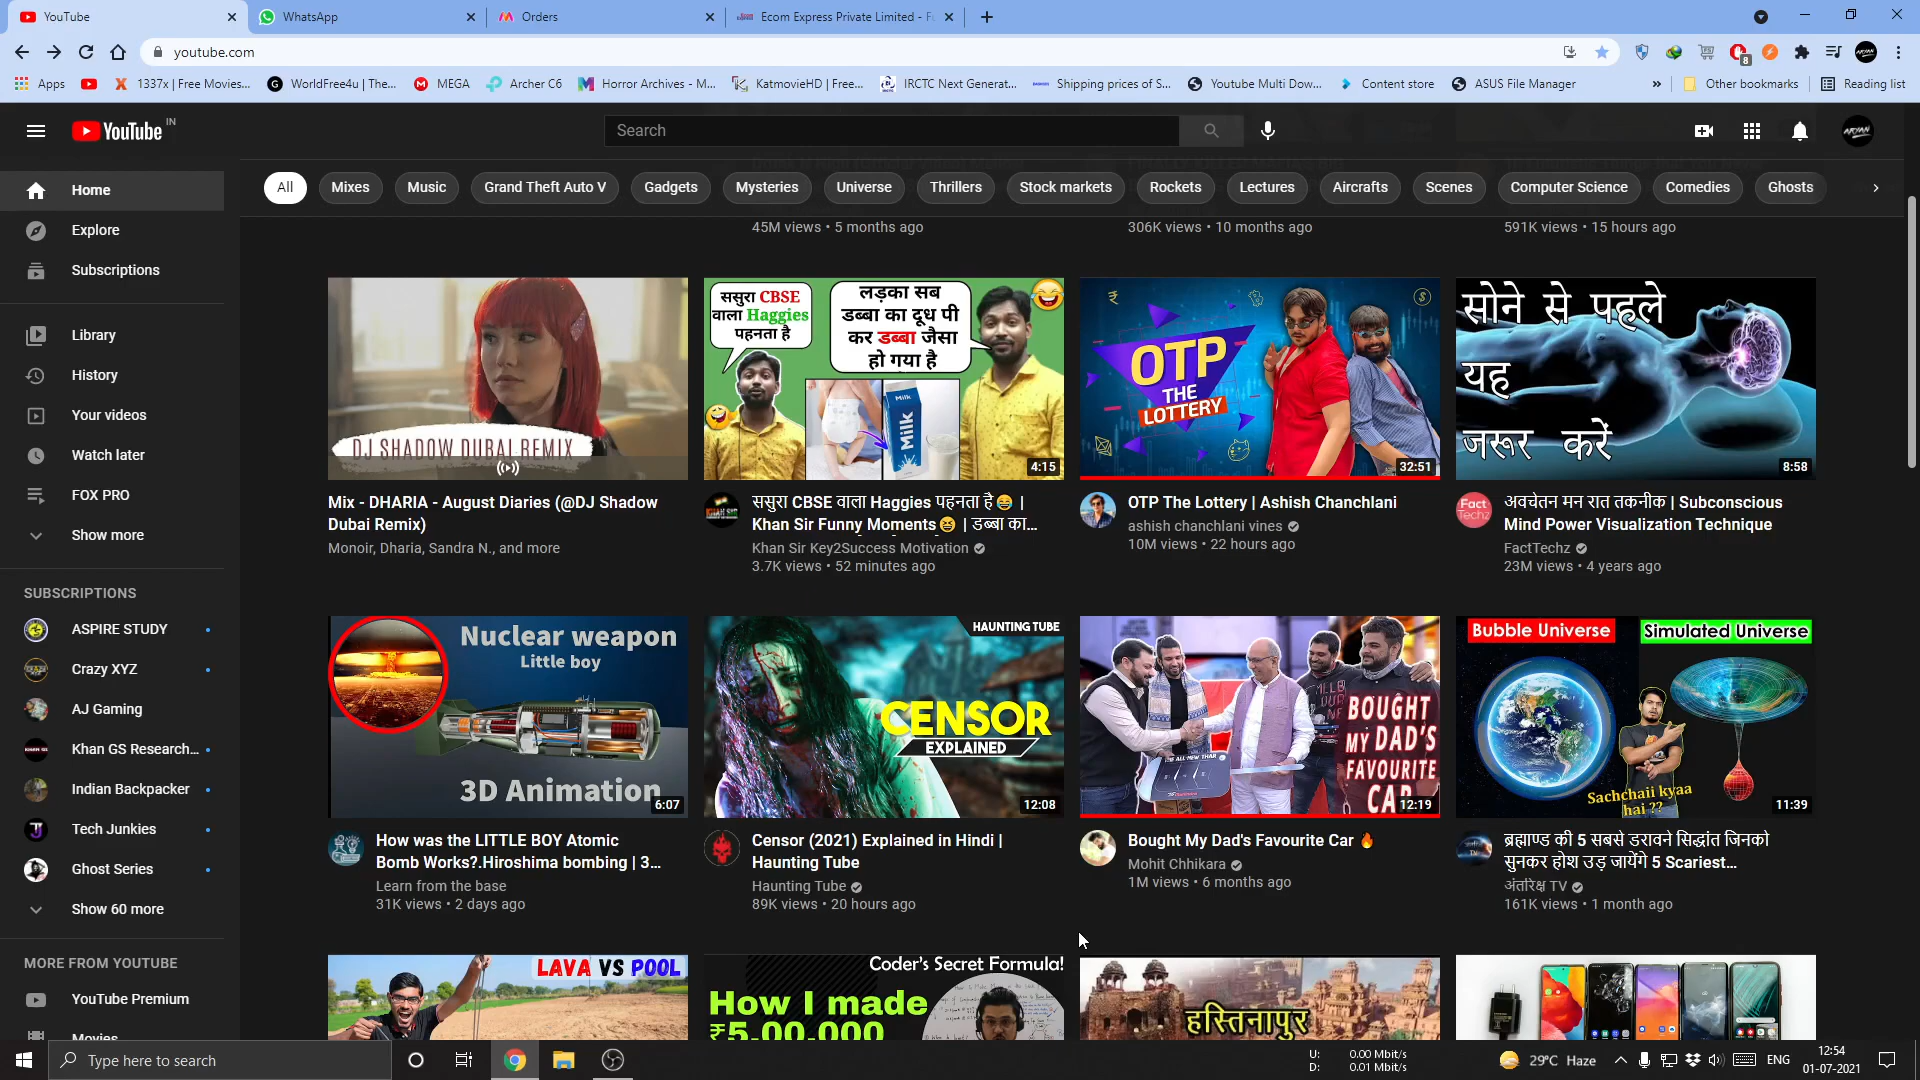 YouTube
WhatsApp
Orders
Ecom Express Private Limited - F
youtube.com
Apps
1337x | Free Movies...
WorldFree4u | The...
MEGA
Archer C6
Horror Archives - M...
KatmovieHD | Free...
IRCTC Next Generat...
Shipping prices of S...
Youtube Multi Dow...
Content store
ASUS File Manager
»
Other bookmarks
Reading list
YouTube IN
Search
All
Mixes
Music
Grand Theft Auto V
Gadgets
Mysteries
Universe
Thrillers
Stock markets
Rockets
Lectures
Aircrafts
Scenes
Computer Science
Comedies
Ghosts
Home
Explore
Subscriptions
Library
History
Your videos
Watch later
FOX PRO
Show more
SUBSCRIPTIONS
ASPIRE STUDY
Crazy XYZ
AJ Gaming
Khan GS Research...
Indian Backpacker
Tech Junkies
Ghost Series
Show 60 more
MORE FROM YOUTUBE
YouTube Premium
Movies
45M views • 5 months ago
306K views • 10 months ago
591K views • 15 hours ago
DJ SHADOW DUBAI REMIX
Mix - DHARIA - August Diaries (@DJ Shadow
Dubai Remix)
Monoir, Dharia, Sandra N., and more
ससुरा CBSE
वाला Haggies
पहनता है
लड़का सब
डब्बा का दूध पी
कर डब्बा जैसा
हो गया है
Milk
Milk
4:15
ससुरा CBSE वाला Haggies पहनता है😁 |
Khan Sir Funny Moments😆 | डब्बा का...
Khan Sir Key2Success Motivation
3.7K views • 52 minutes ago
OTP
THE
LOTTERY
32:51
OTP The Lottery | Ashish Chanchlani
ashish chanchlani vines
10M views • 22 hours ago
सोने से पहले
यह
जरूर करें
8:58
Fact
Techz
अवचेतन मन रात तकनीक | Subconscious
Mind Power Visualization Technique
FactTechz
23M views • 4 years ago
Nuclear weapon
Little boy
3D Animation
6:07
How was the LITTLE BOY Atomic
Bomb Works?.Hiroshima bombing | 3...
Learn from the base
31K views • 2 days ago
HAUNTING TUBE
CENSOR
EXPLAINED
12:08
Censor (2021) Explained in Hindi |
Haunting Tube
Haunting Tube
89K views • 20 hours ago
BOUGHT
MY DAD'S
FAVOURITE
CAR
12:19
Bought My Dad's Favourite Car 🔥
Mohit Chhikara
1M views • 6 months ago
Bubble Universe
Simulated Universe
Sachchaii kyaa
hai ??
11:39
ब्रह्माण्ड की 5 सबसे डरावने सिद्धांत जिनको
सुनकर होश उड़ जायेंगे 5 Scariest...
अंतरिक्ष TV
161K views • 1 month ago
LAVA VS POOL
Coder's Secret Formula!
How I made
₹5,00,000
हस्तिनापुर
Type here to search
U: 0.00 Mbit/s
D: 0.01 Mbit/s
29°C Haze
ENG
12:54
01-07-2021